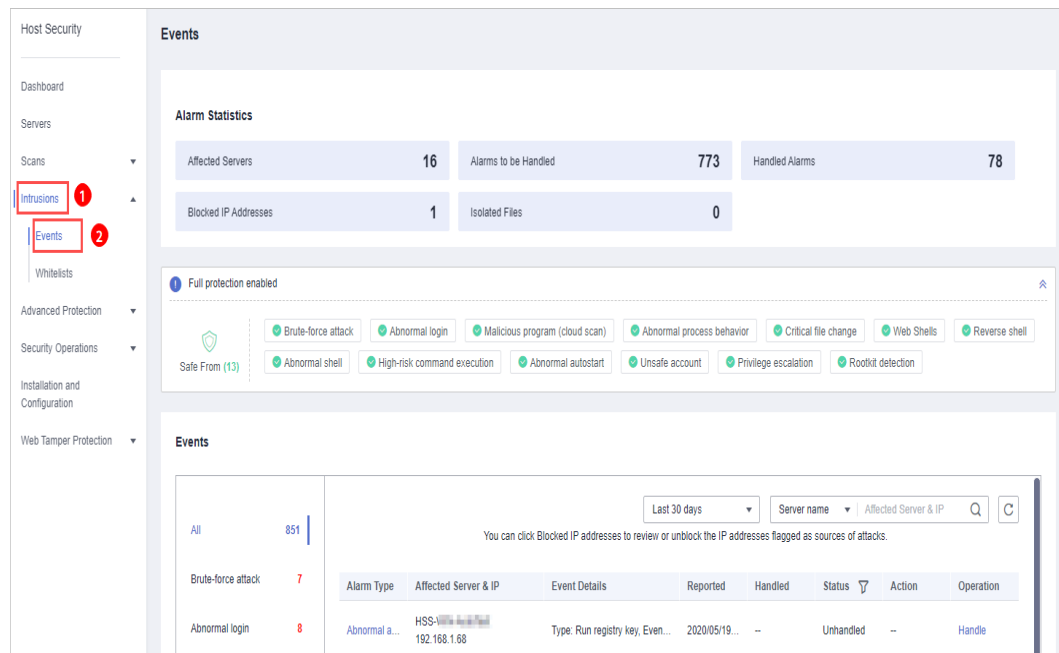 Host Security
Dashboard
Servers
Scans
Intrusions 1
Events 2
Whitelists
Advanced Protection
Security Operations
Installation and
Configuration
Web Tamper Protection
Events
Alarm Statistics
Affected Servers 16 Alarms to be Handled 773 Handled Alarms 78
Blocked IP Addresses 1 Isolated Files 0
Full protection enabled
Safe From (13)
Brute-force attack Abnormal login Malicious program (cloud scan) Abnormal process behavior Critical file change Web Shells Reverse shell
Abnormal shell High-risk command execution Abnormal autostart Unsafe account Privilege escalation Rootkit detection
Events
All 851
Brute-force attack 7
Abnormal login 8
Last 30 days Server name Affected Server & IP
You can click Blocked IP addresses to review or unblock the IP addresses flagged as sources of attacks.
Alarm Type Affected Server & IP Event Details Reported Handled Status Action Operation
Abnormal a... HSS- Type: Run registry key, Even... 2020/05/19... -- Unhandled -- Handle
192.168.1.68